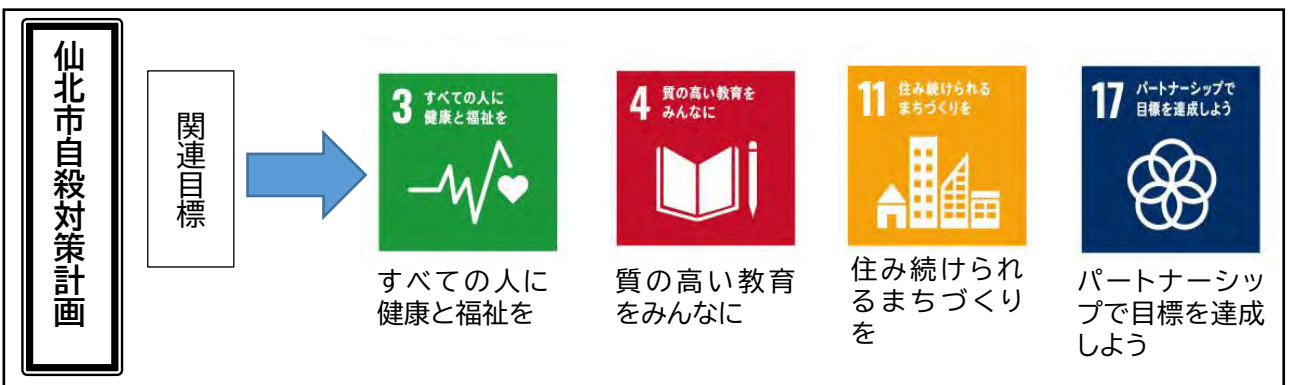 仙北市自殺対策計画
関連目標
3 すべての人に
健康と福祉を
すべての人に
健康と福祉を
4 質の高い教育を
みんなに
質の高い教育
をみんなに
11 住み続けられる
まちづくりを
住み続けられ
るまちづくり
を
17 パートナーシップで
目標を達成しよう
パートナーシッ
プで目標を達成
しよう